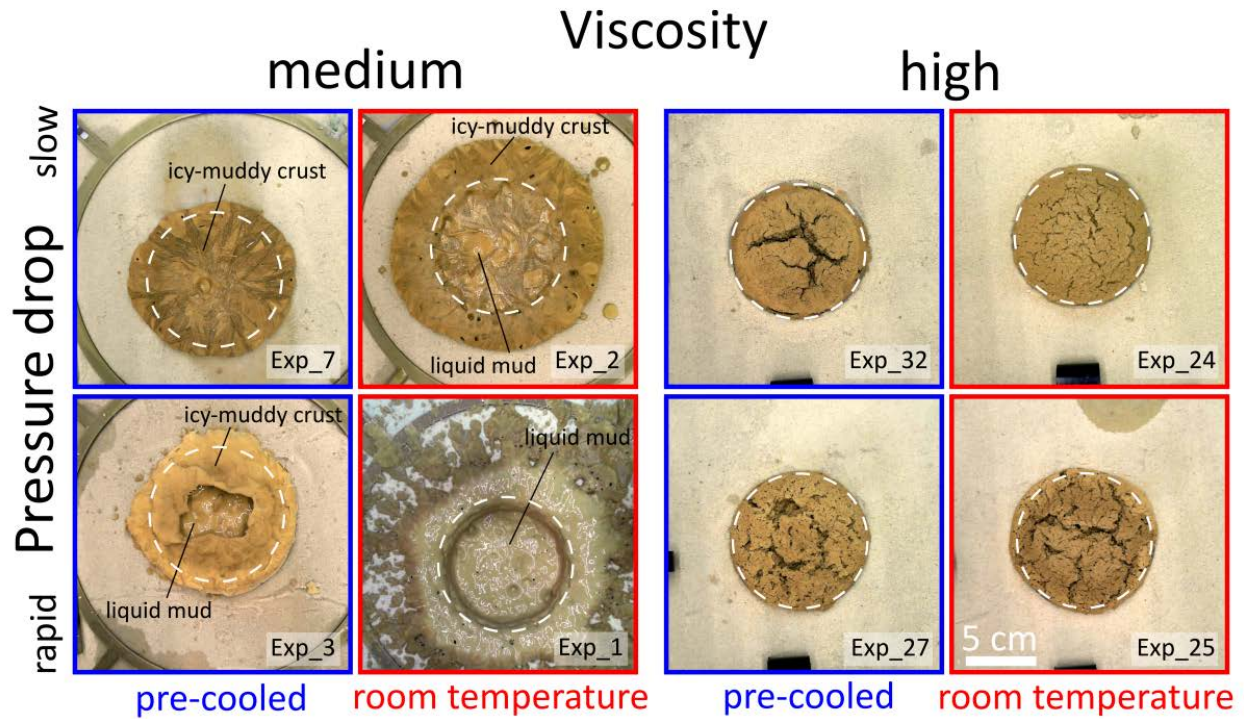 Viscosity
medium
high
Pressure drop
slow
rapid
icy-muddy crust
Exp_7
icy-muddy crust
liquid mud
Exp_2
Exp_32
Exp_24
icy-muddy crust
liquid mud
Exp_3
liquid mud
Exp_1
Exp_27
5 cm
Exp_25
pre-cooled
room temperature
pre-cooled
room temperature